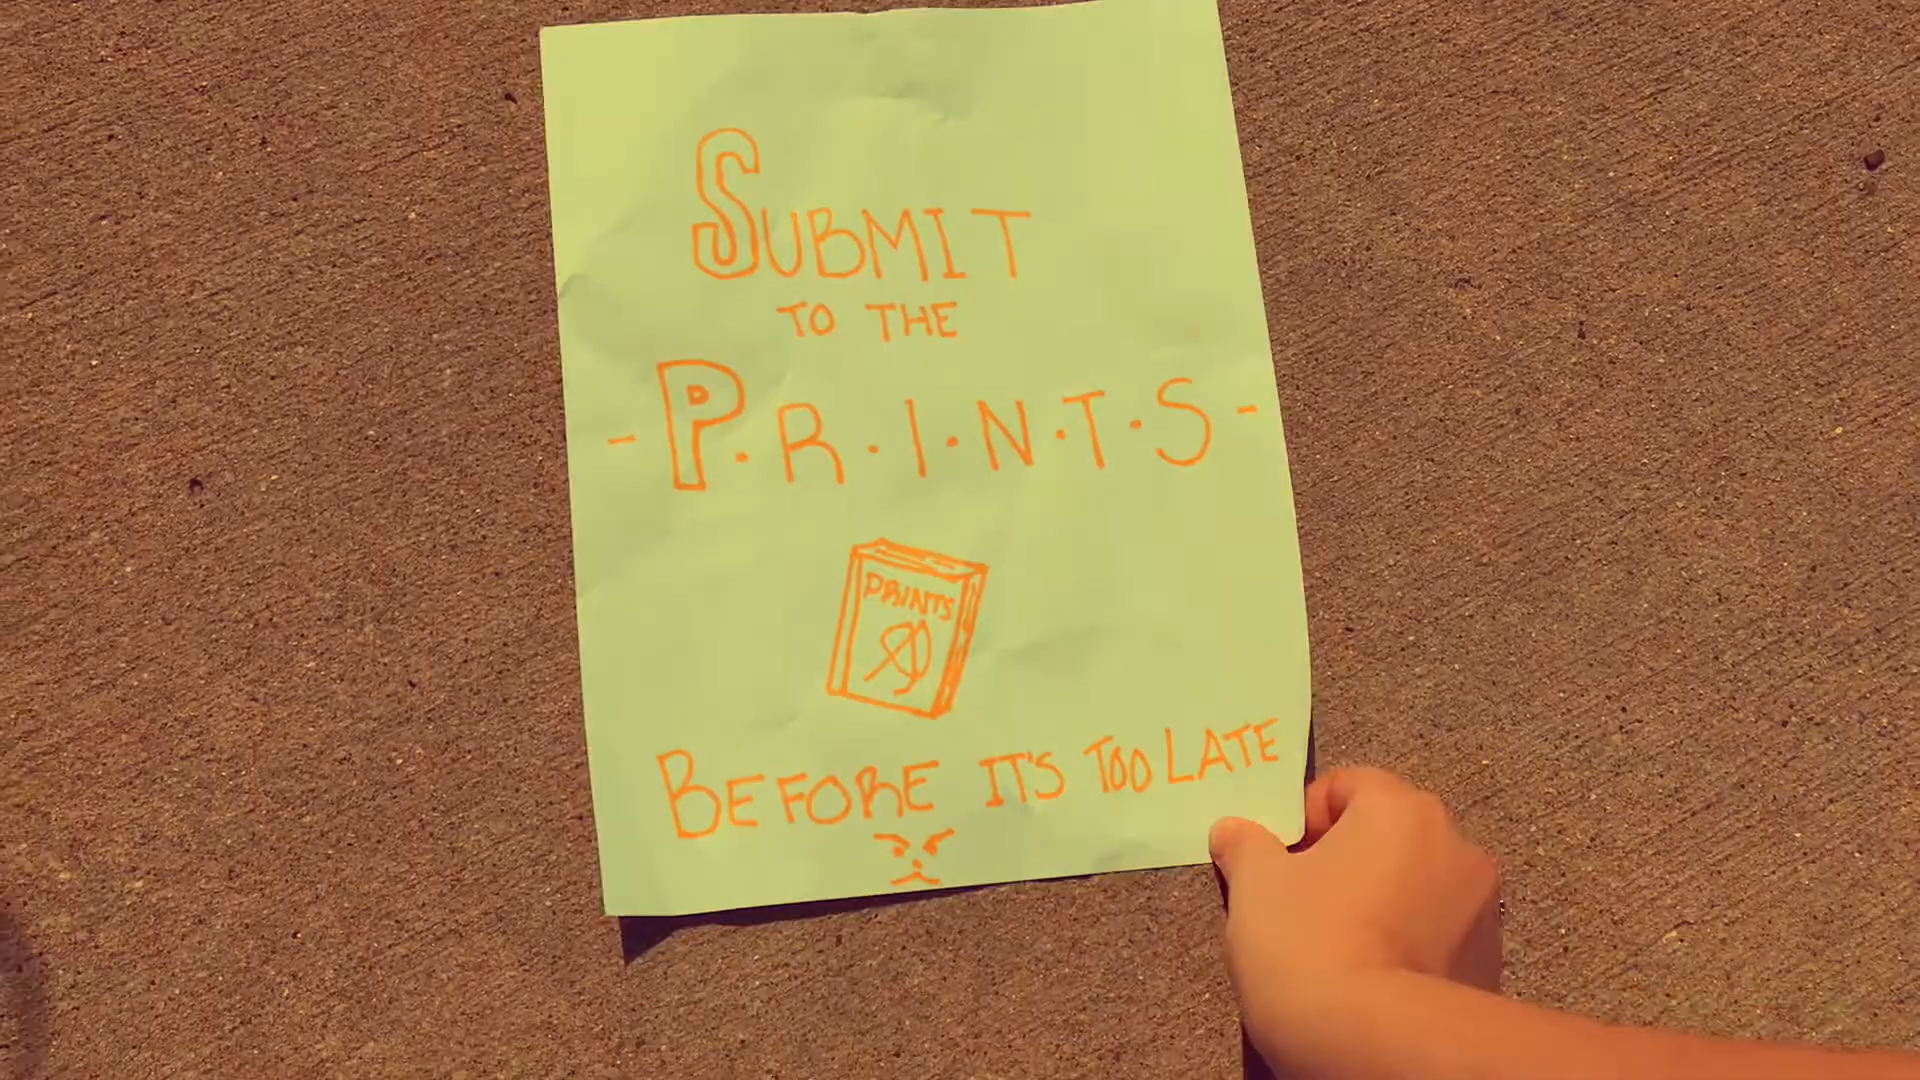 SUBMIT
TO THE
-P.R.I.N.T.S-
PRINTS
BEFORE IT'S TOO LATE